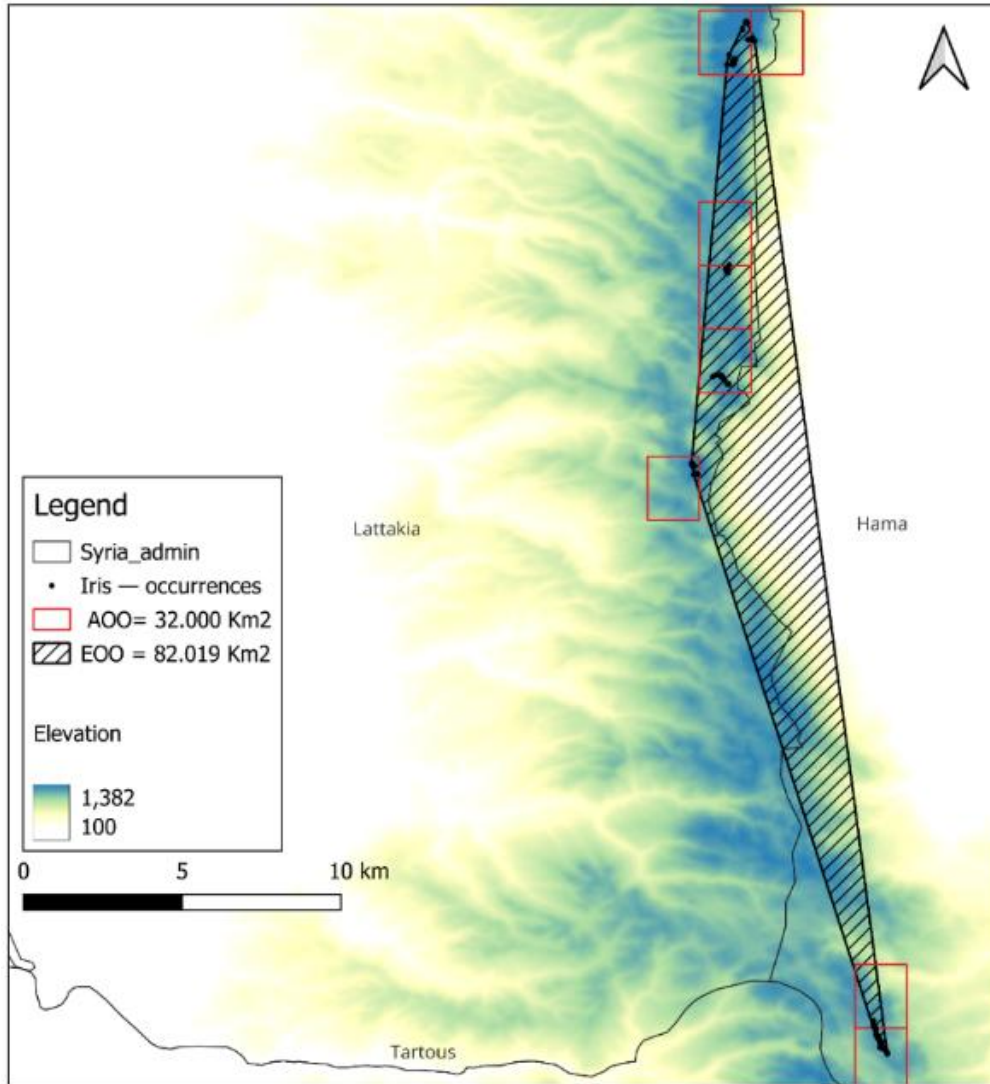 Legend
Syria_admin
Iris — occurrences
AOO= 32.000 Km2
EOO = 82.019 Km2
Elevation
1,382
100
0 5 10 km
Lattakia
Hama
Tartous